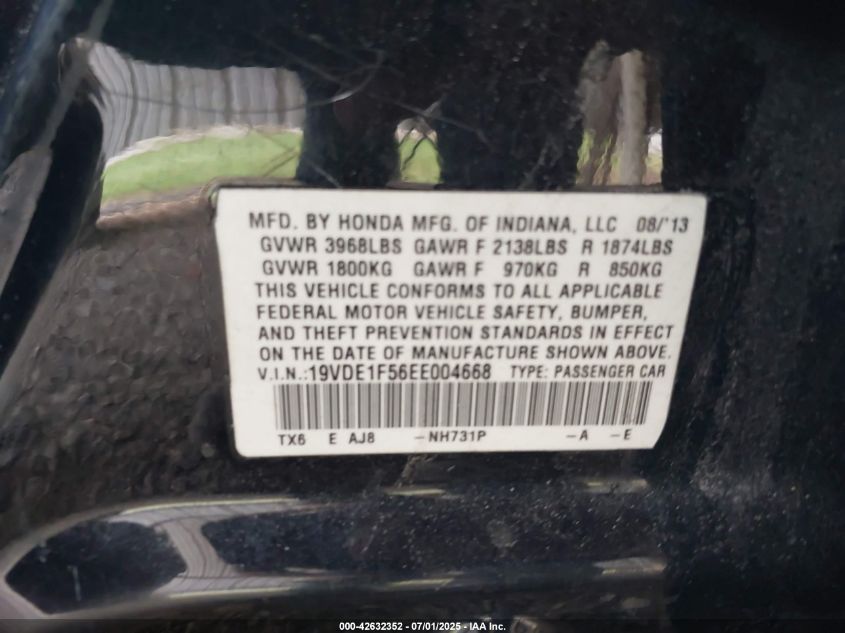 MFD. BY HONDA MFG. OF INDIANA, LLC 08/'13
GVWR 3968LBS GAWR F 2138LBS R 1874LBS
GVWR 1800KG GAWR F 970KG R 850KG
THIS VEHICLE CONFORMS TO ALL APPLICABLE
FEDERAL MOTOR VEHICLE SAFETY, BUMPER,
AND THEFT PREVENTION STANDARDS IN EFFECT
ON THE DATE OF MANUFACTURE SHOWN ABOVE.
V.I.N.:19VDE1F56EE004668 TYPE: PASSENGER CAR
TX6 E AJ8 -NH731P -A -E
000-42632352 - 07/01/2025 - IAA Inc.